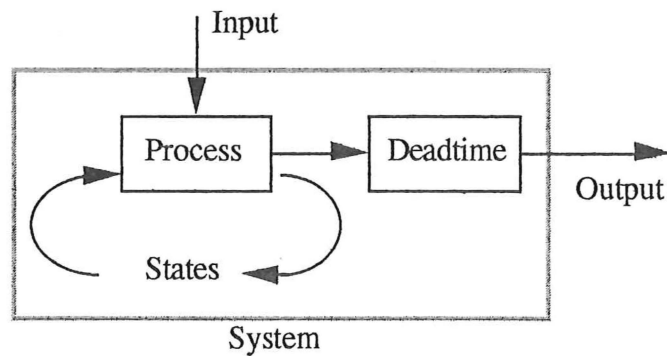 Input
Process
Deadtime
Output
States
System